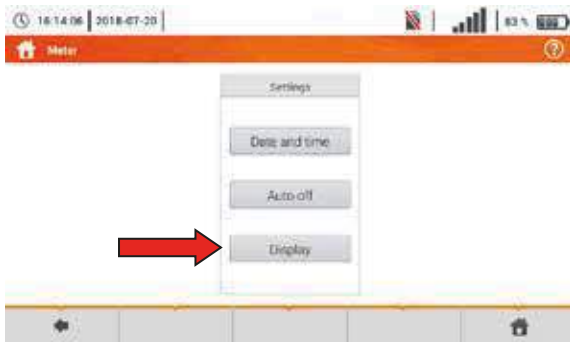 16:14:06 2018-07-20 83 %
Meter
Settings
Date and time
Auto off
Display